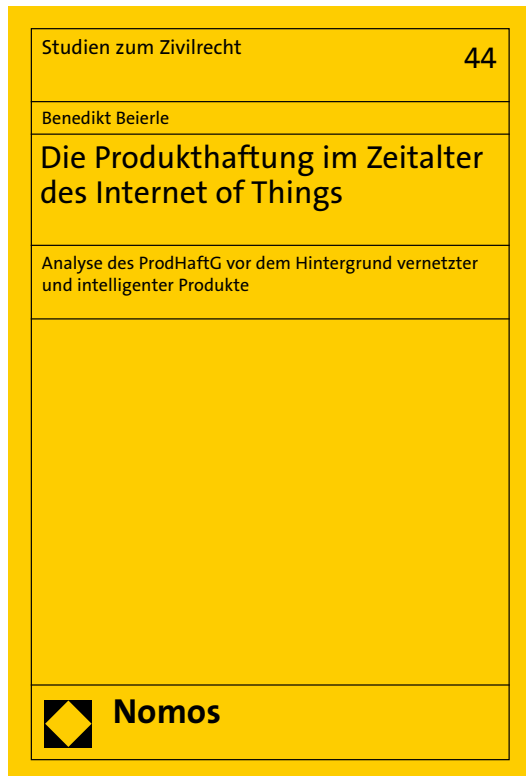 Studien zum Zivilrecht
44
Benedikt Beierle
Die Produkthaftung im Zeitalter
des Internet of Things
Analyse des ProdHaftG vor dem Hintergrund vernetzter
und intelligenter Produkte
Nomos